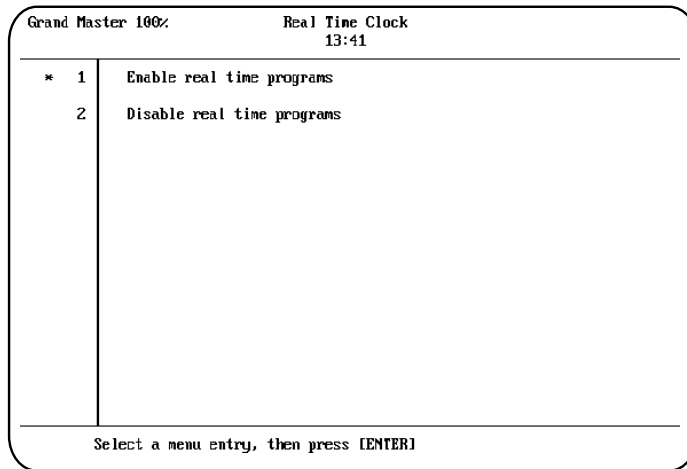 Grand Master 100% Real Time Clock
13:41
* 1 Enable real time programs
2 Disable real time programs
Select a menu entry, then press [ENTER]